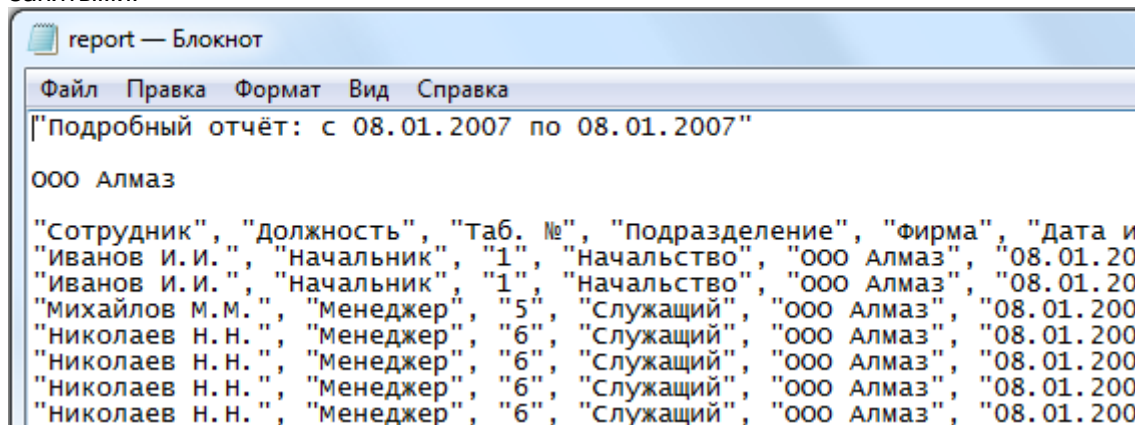 report — Блокнот
Файл Правка Формат Вид Справка
"Подробный отчёт: с 08.01.2007 по 08.01.2007"
ООО Алмаз
"Сотрудник", "Должность", "Таб. №", "Подразделение", "Фирма", "Дата и
"Иванов И.И.", "Начальник", "1", "Начальство", "ООО Алмаз", "08.01.20
"Иванов И.И.", "Начальник", "1", "Начальство", "ООО Алмаз", "08.01.20
"Михайлов М.М.", "Менеджер", "5", "Служащий", "ООО Алмаз", "08.01.200
"Николаев Н.Н.", "Менеджер", "6", "Служащий", "ООО Алмаз", "08.01.200
"Николаев Н.Н.", "Менеджер", "6", "Служащий", "ООО Алмаз", "08.01.200
"Николаев Н.Н.", "Менеджер", "6", "Служащий", "ООО Алмаз", "08.01.200
"Николаев Н.Н.", "Менеджер", "6", "Служащий", "ООО Алмаз", "08.01.200